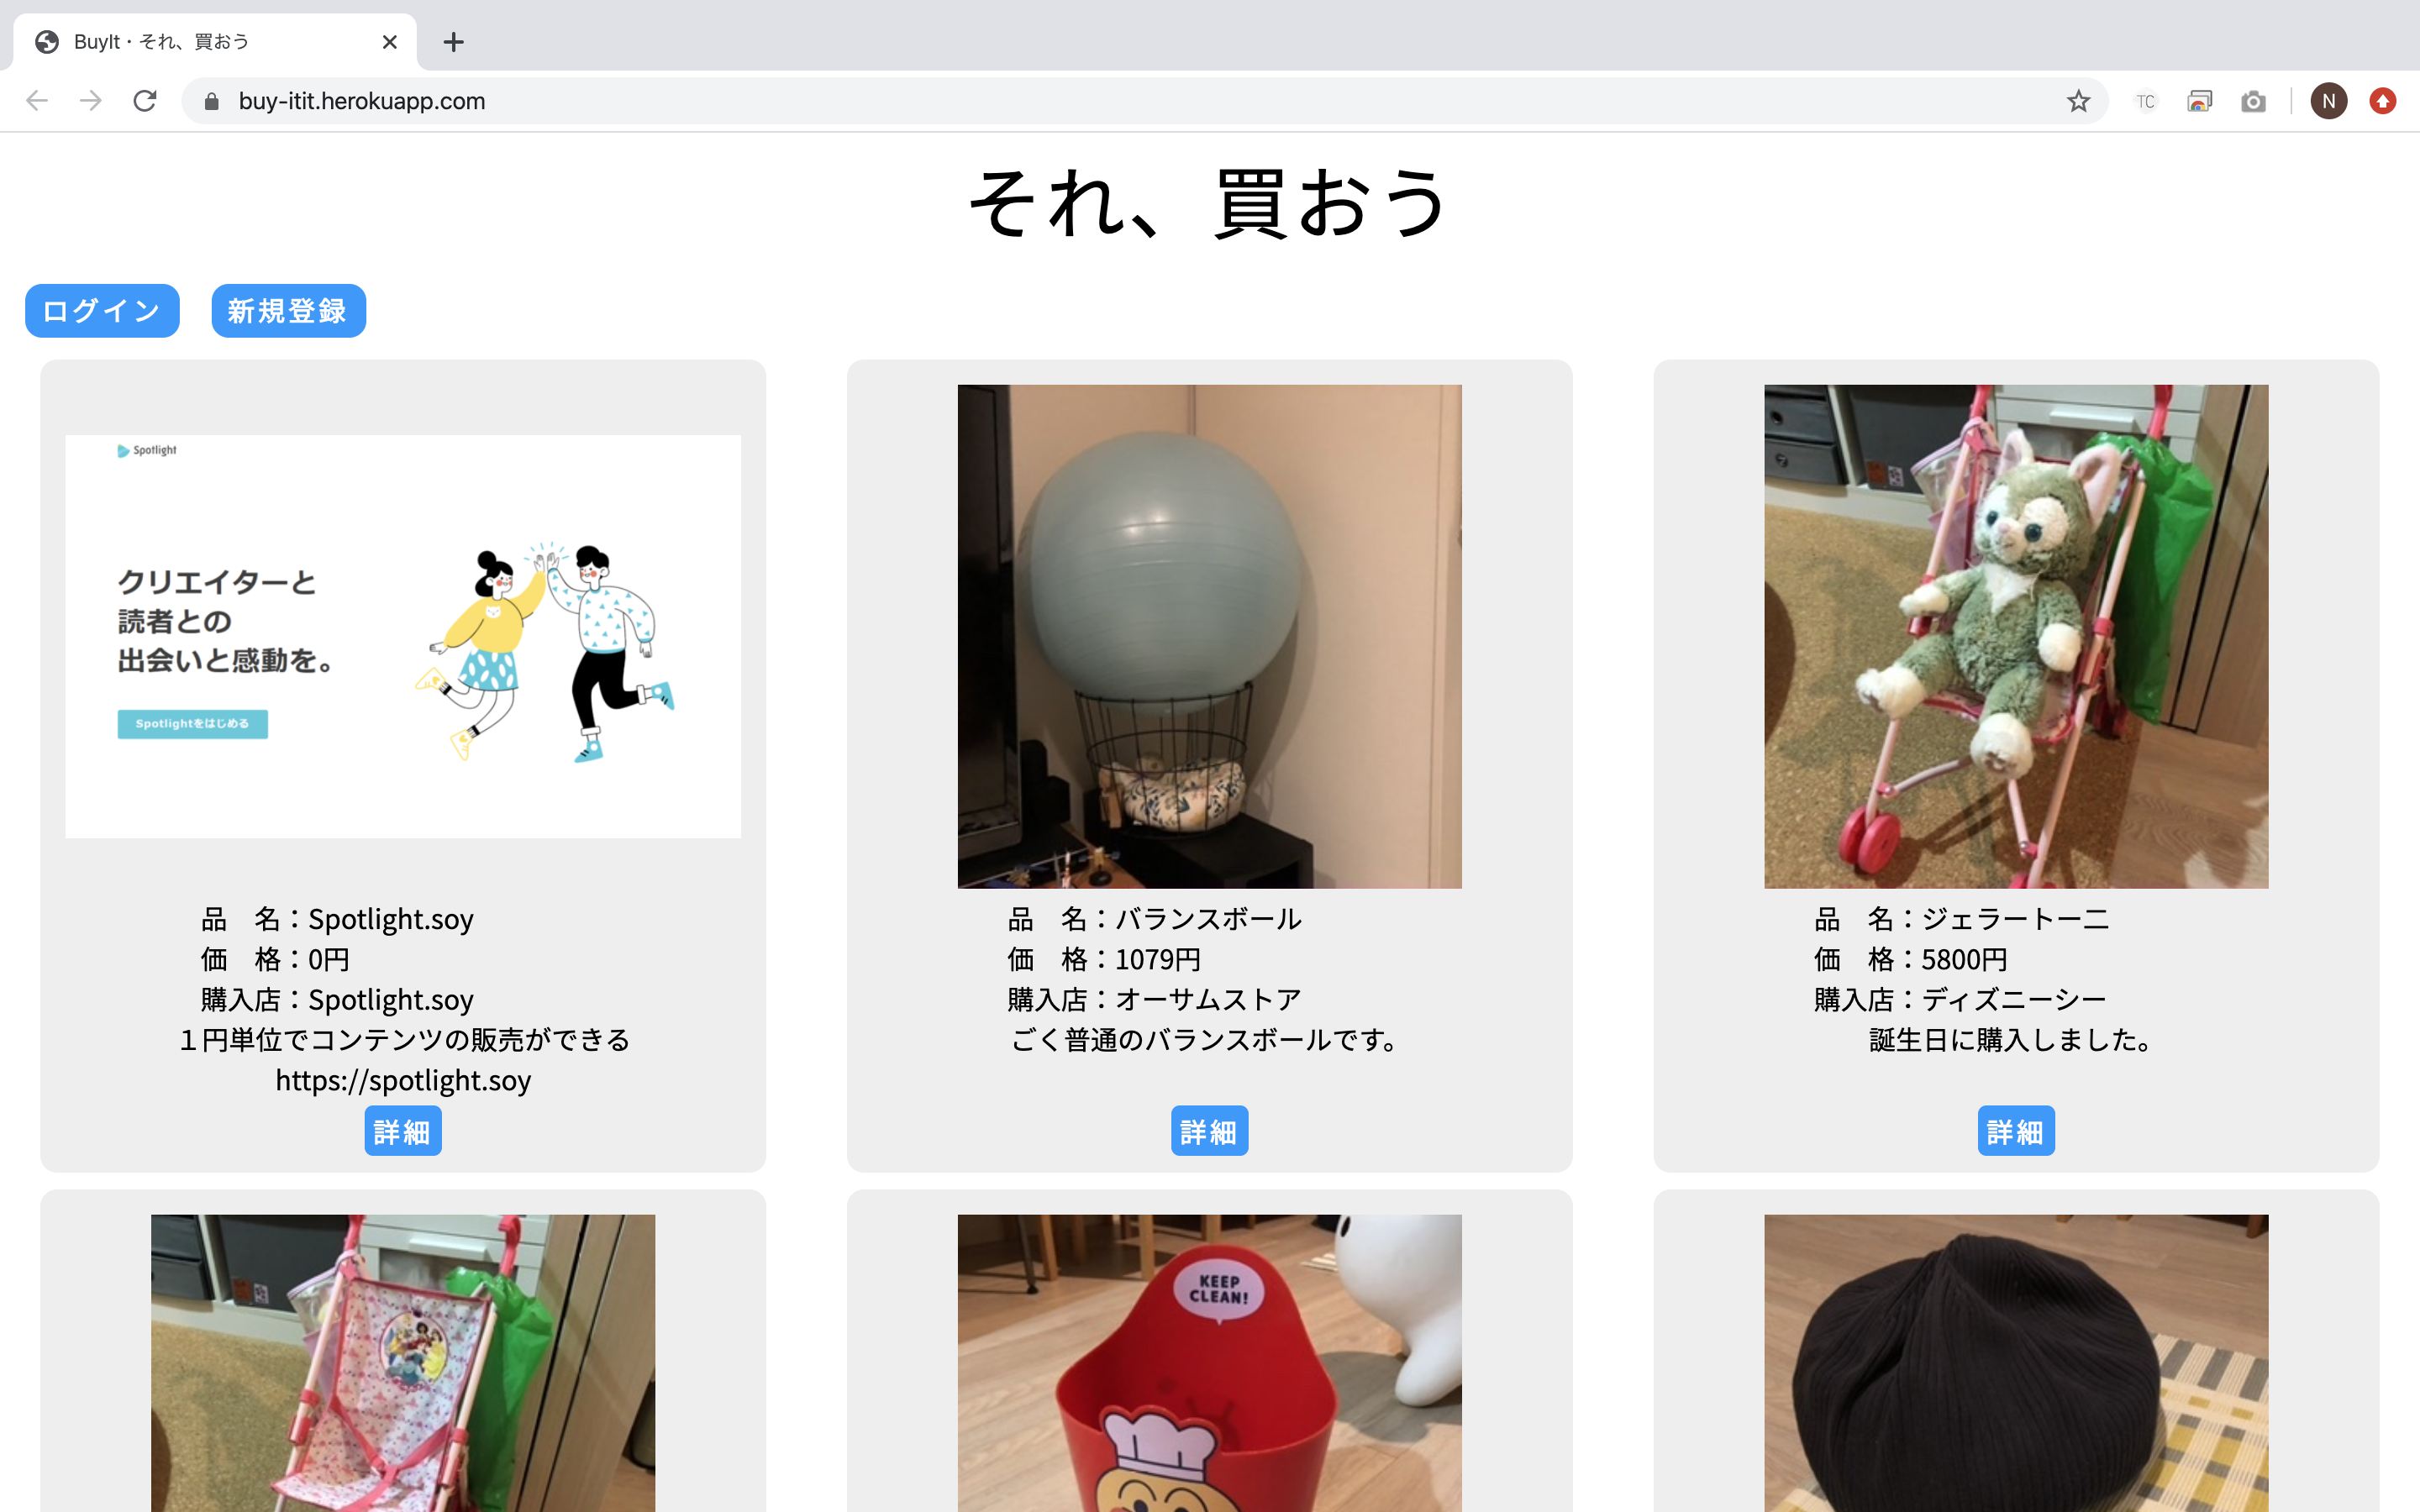 BuyIt・それ、買おう
buy-itit.herokuapp.com
TC
N
それ、買おう
ログイン
新規登録
Spotlight
クリエイターと
読者との
出会いと感動を。
Spotlightをはじめる
品　名：Spotlight.soy
価　格：0円
購入店：Spotlight.soy
１円単位でコンテンツの販売ができる
https://spotlight.soy
詳細
品　名：バランスボール
価　格：1079円
購入店：オーサムストア
ごく普通のバランスボールです。
詳細
品　名：ジェラートーニ
価　格：5800円
購入店：ディズニーシー
誕生日に購入しました。
詳細
KEEP
CLEAN!